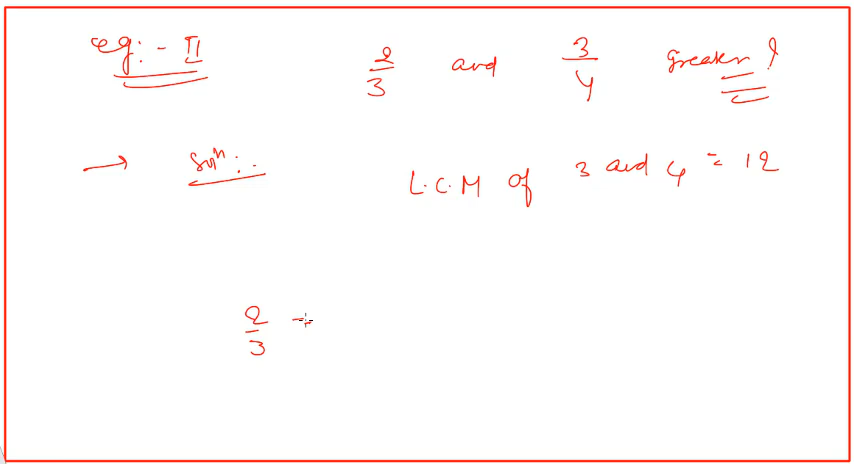 eg:- II 2/3 and 3/4 greater ?
→ Solⁿ:- L.C.M of 3 and 4 = 12
2/3 =